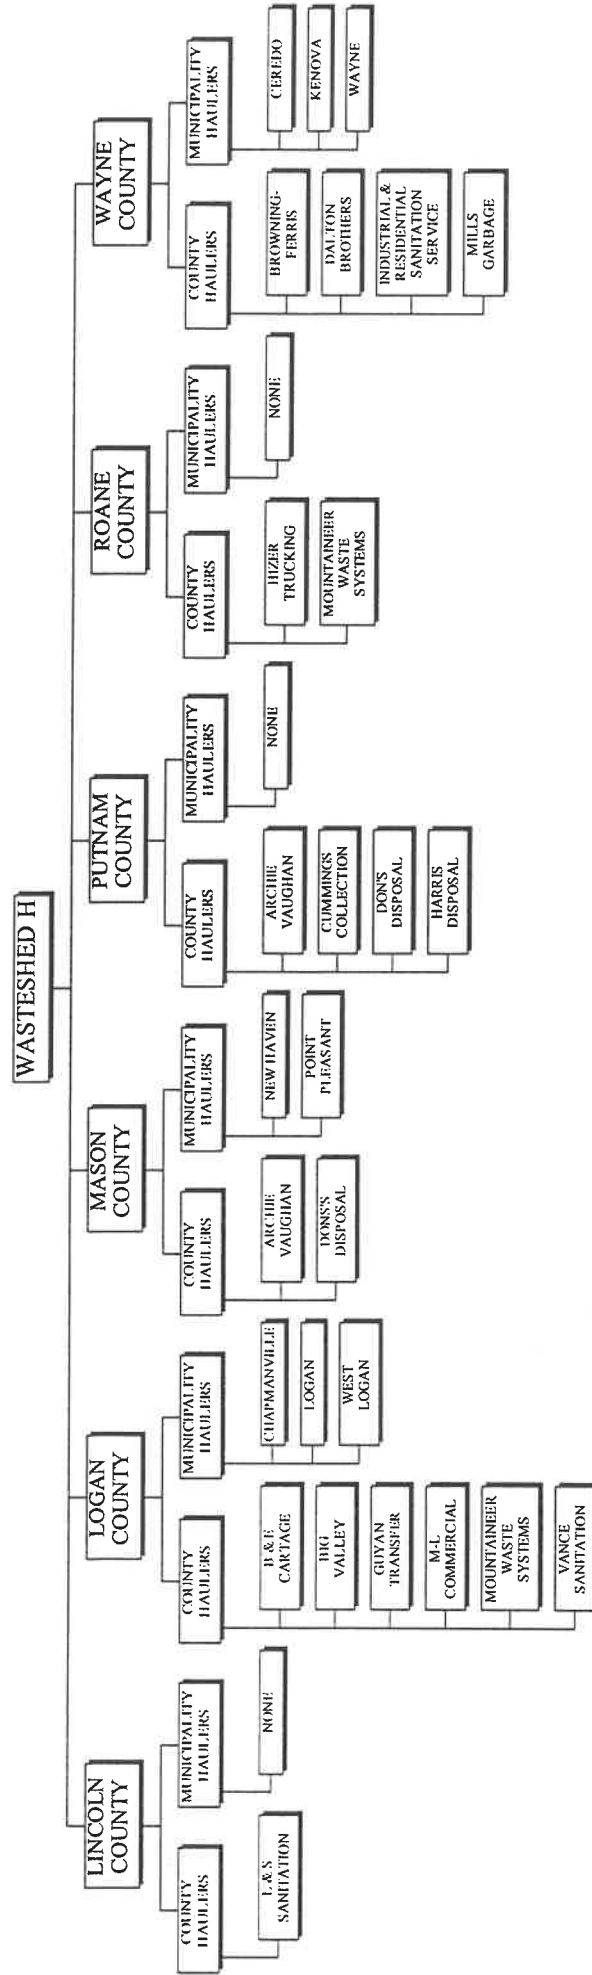 WASTESHED H
LINCOLN
COUNTY
COUNTY
HAULERS
L & S
SANITATION
MUNICIPALITY
HAULERS
NONE
LOGAN
COUNTY
COUNTY
HAULERS
B & E
CARTAGE
BIG
VALLEY
GUYAN
TRANSFER
M-L
COMMERCIAL
MOUNTAINEER
WASTE
SYSTEMS
VANCE
SANITATION
MUNICIPALITY
HAULERS
CHAPMANVILLE
LOGAN
WEST
LOGAN
MASON
COUNTY
COUNTY
HAULERS
ARCHIE
VAUGHAN
DONS'S
DISPOSAL
MUNICIPALITY
HAULERS
NEW HAVEN
POINT
PLEASANT
PUTNAM
COUNTY
COUNTY
HAULERS
ARCHIE
VAUGHAN
CUMMINGS
COLLECTION
DON'S
DISPOSAL
HARRIS
DISPOSAL
MUNICIPALITY
HAULERS
NONE
ROANE
COUNTY
COUNTY
HAULERS
HIZER
TRUCKING
MOUNTAINEER
WASTE
SYSTEMS
MUNICIPALITY
HAULERS
NONE
WAYNE
COUNTY
COUNTY
HAULERS
BROWNING-
FERRIS
DALTON
BROTHERS
INDUSTRIAL &
RESIDENTIAL
SANITATION
SERVICE
MILLS
GARBAGE
MUNICIPALITY
HAULERS
CEREDO
KENOVA
WAYNE